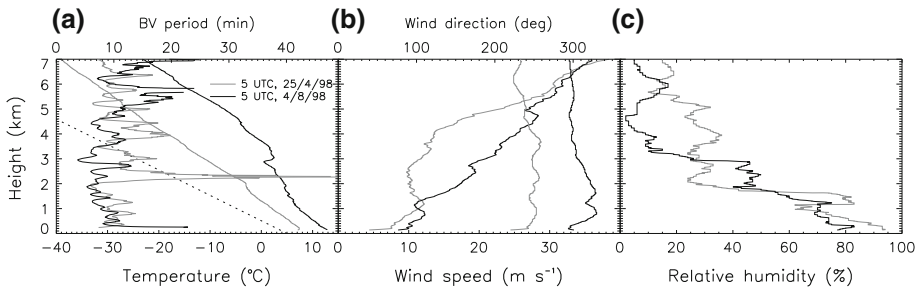 (a) BV period (min) (b) Wind direction (deg) (c)
0 10 20 30 40 0 100 200 300
7 6 5 4 3 2 1 0
Height (km)
5 UTC, 25/4/98
5 UTC, 4/8/98
−40 −30 −20 −10 0 10 0 10 20 30 0 20 40 60 80 100
Temperature (°C) Wind speed (m s⁻¹) Relative humidity (%)